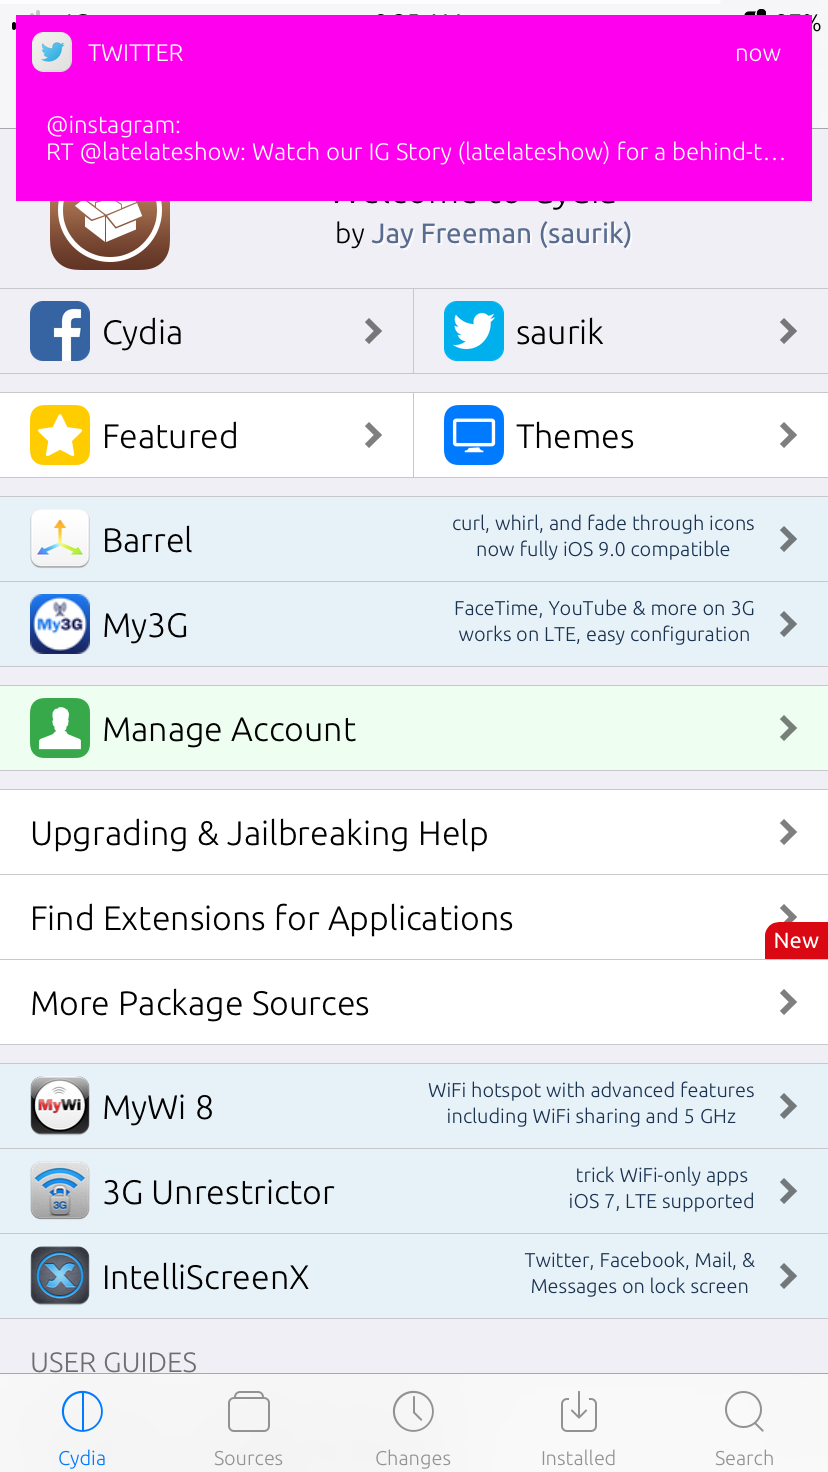 TWITTER
now
@instagram:
RT @latelateshow: Watch our IG Story (latelateshow) for a behind-t...
Welcome to Cydia
by Jay Freeman (saurik)
Cydia
saurik
Featured
Themes
Barrel
curl, whirl, and fade through icons
now fully iOS 9.0 compatible
My3G
My3G
FaceTime, YouTube & more on 3G
works on LTE, easy configuration
Manage Account
Upgrading & Jailbreaking Help
Find Extensions for Applications
New
More Package Sources
MyWi
MyWi 8
WiFi hotspot with advanced features
including WiFi sharing and 5 GHz
3G
3G Unrestrictor
trick WiFi-only apps
iOS 7, LTE supported
IntelliScreenX
Twitter, Facebook, Mail, &
Messages on lock screen
USER GUIDES
Cydia
Sources
Changes
Installed
Search